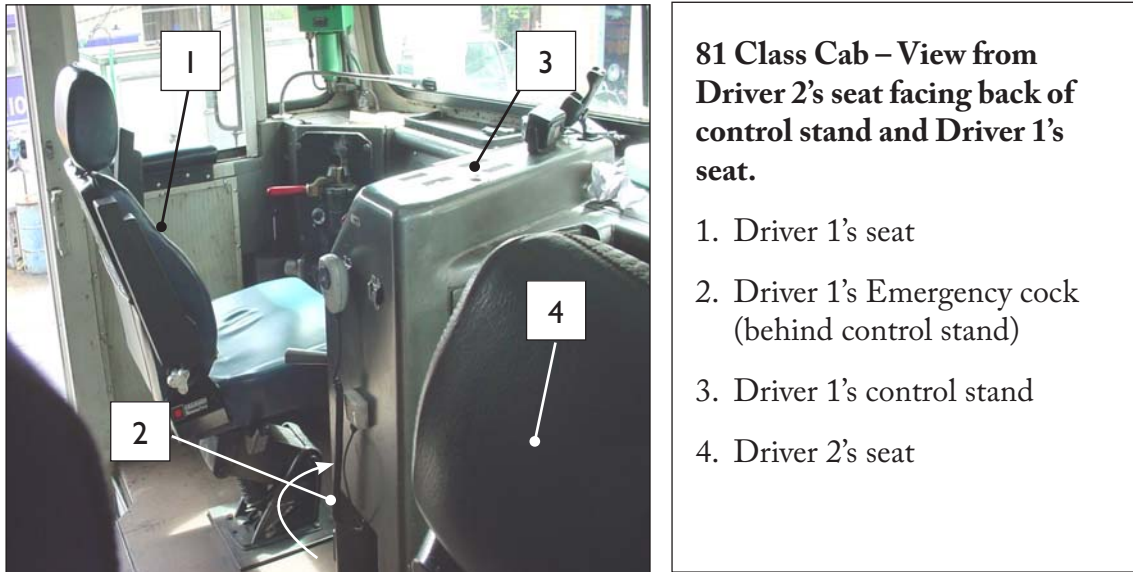 1
3
4
2
81 Class Cab – View from
Driver 2's seat facing back of
control stand and Driver 1's
seat.
1. Driver 1's seat
2. Driver 1's Emergency cock
(behind control stand)
3. Driver 1's control stand
4. Driver 2's seat